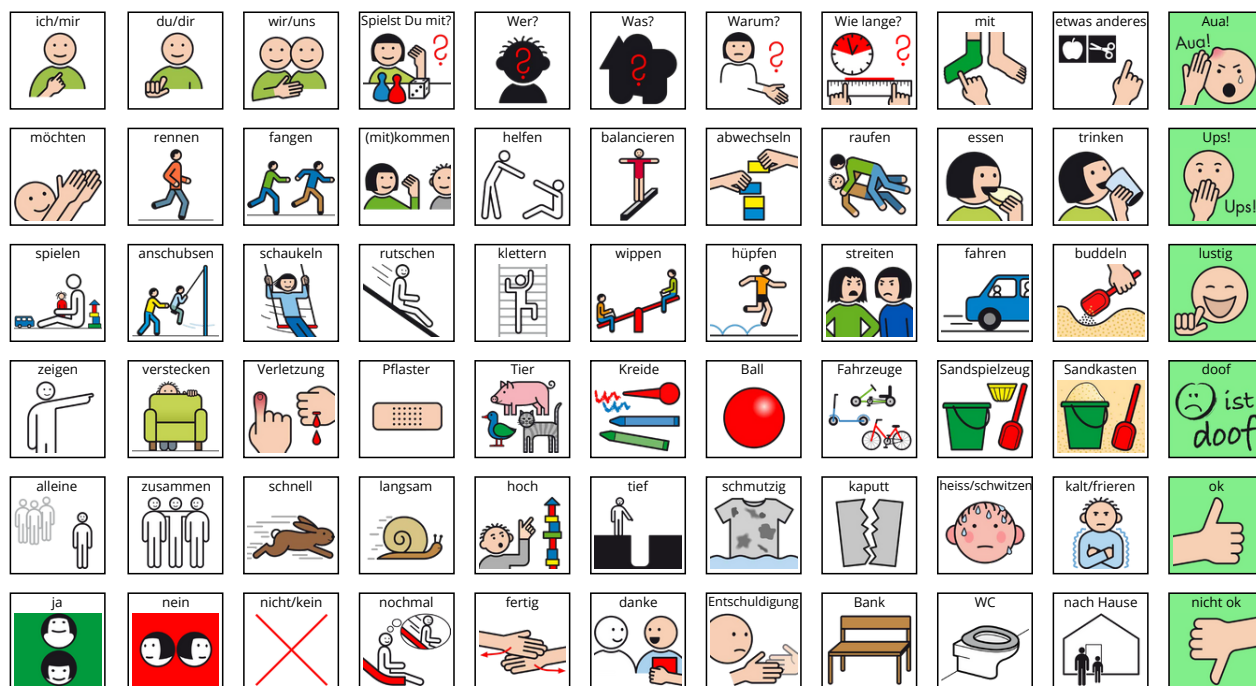 ich/mir
du/dir
wir/uns
Spielst Du mit?
Wer?
Was?
Warum?
Wie lange?
mit
etwas anderes
Aua!
Aua!
möchten
rennen
fangen
(mit)kommen
helfen
balancieren
abwechseln
raufen
essen
trinken
Ups!
Ups!
spielen
anschubsen
schaukeln
rutschen
klettern
wippen
hüpfen
streiten
fahren
buddeln
lustig
zeigen
verstecken
Verletzung
Pflaster
Tier
Kreide
Ball
Fahrzeuge
Sandspielzeug
Sandkasten
doof
ist
doof
alleine
zusammen
schnell
langsam
hoch
tief
schmutzig
kaputt
heiss/schwitzen
kalt/frieren
ok
ja
nein
nicht/kein
nochmal
fertig
danke
Entschuldigung
Bank
WC
nach Hause
nicht ok